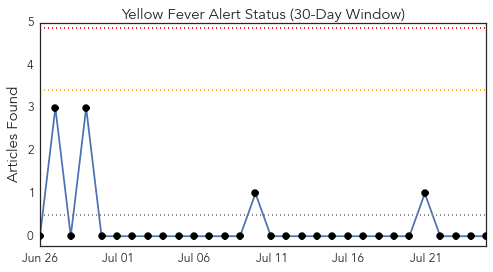 Yellow Fever Alert Status (30-Day Window)
Articles Found
5
4
3
2
1
0
Jun 26
Jul 01
Jul 06
Jul 11
Jul 16
Jul 21